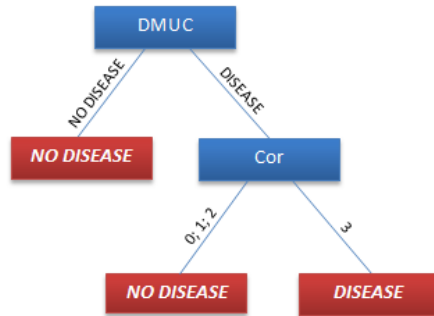 DMUC
NO DISEASE
DISEASE
NO DISEASE
Cor
0; 1; 2
3
NO DISEASE
DISEASE